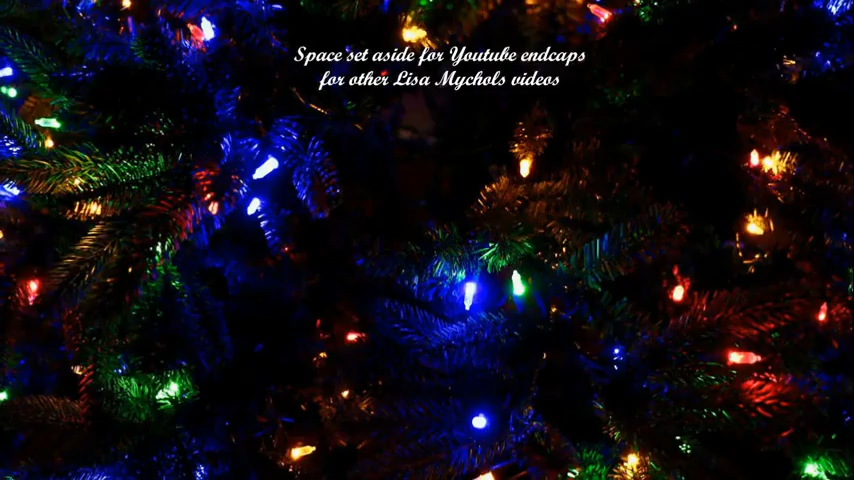 Space set aside for Youtube endcaps
for other Lisa Mychols videos